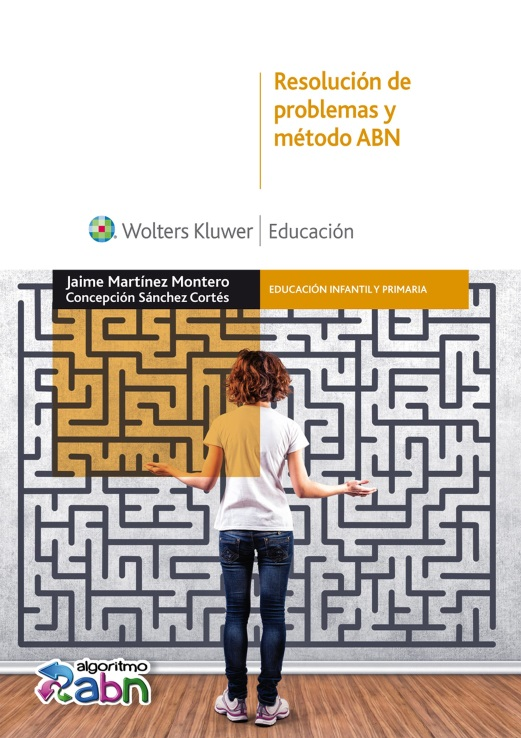 Resolución de
problemas y
método ABN
Wolters Kluwer Educación
Jaime Martínez Montero
Concepción Sánchez Cortés
EDUCACIÓN INFANTIL Y PRIMARIA
algoritmo
abn